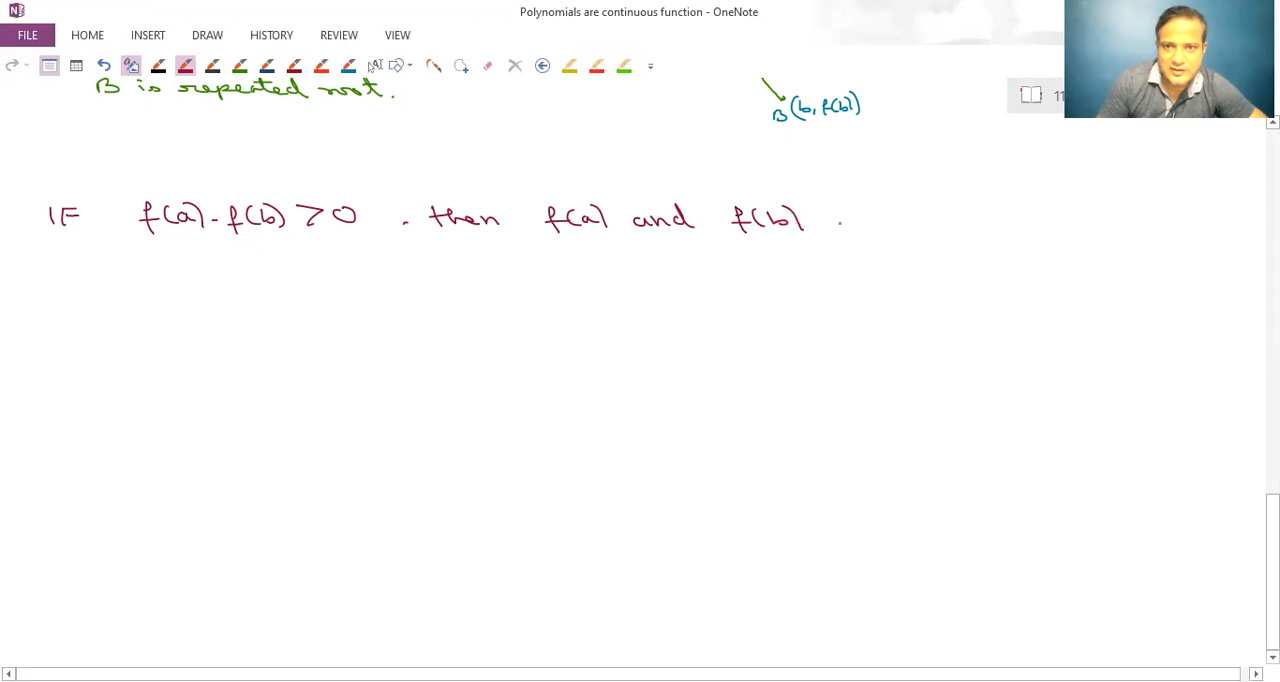 Polynomials are continuous function - OneNote
FILE HOME INSERT DRAW HISTORY REVIEW VIEW
B is repeated root.
B(b, f(b))
11
IF f(a) - f(b) > 0 . then f(a) and f(b)